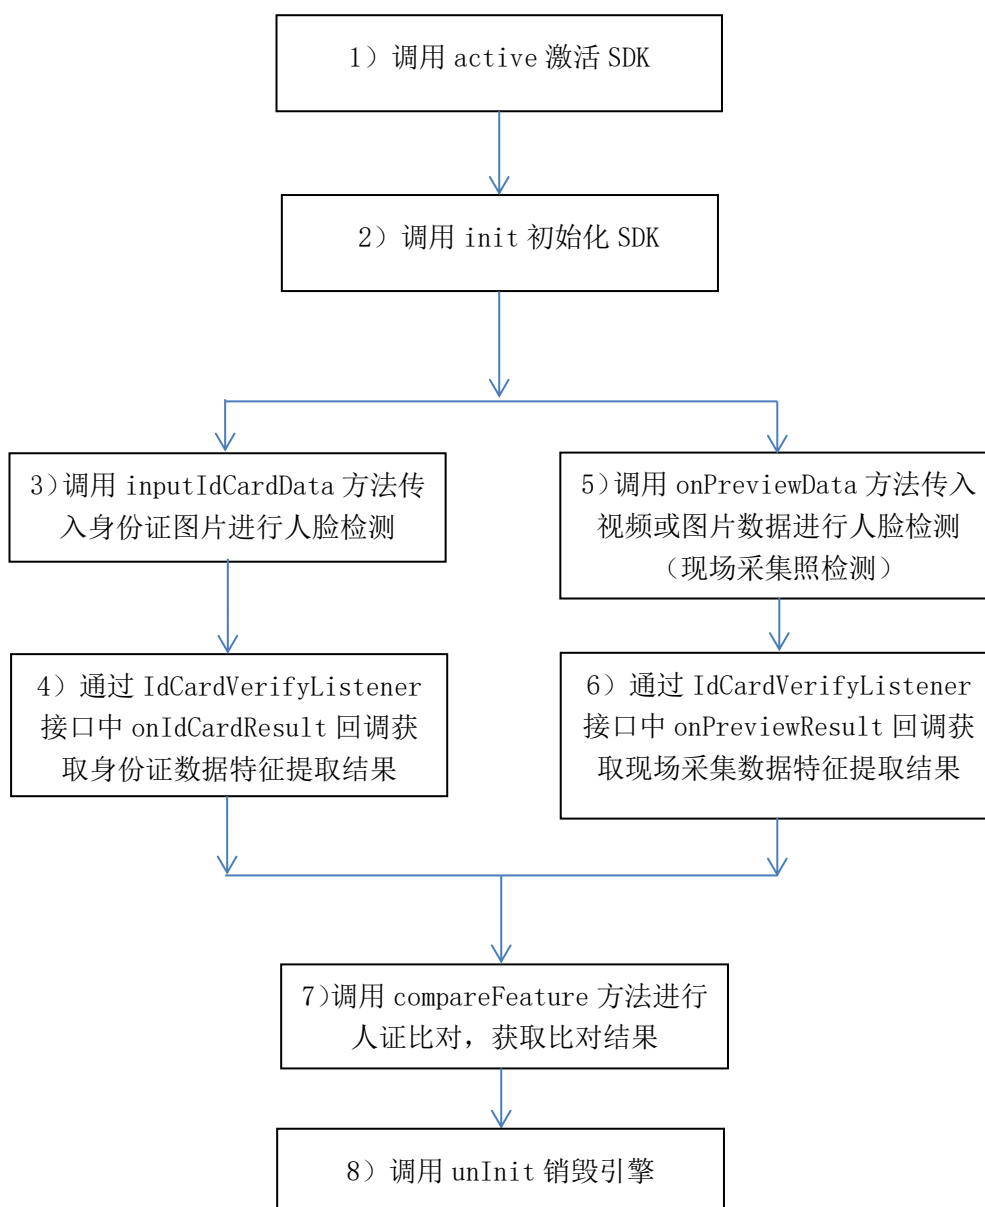 1）调用 active 激活 SDK
2）调用 init 初始化 SDK
3）调用 inputIdCardData 方法传
入身份证图片进行人脸检测
4）通过 IdCardVerifyListener
接口中 onIdCardResult 回调获
取身份证数据特征提取结果
5）调用 onPreviewData 方法传入
视频或图片数据进行人脸检测
（现场采集照检测）
6）通过 IdCardVerifyListener
接口中 onPreviewResult 回调获
取现场采集数据特征提取结果
7）调用 compareFeature 方法进行
人证比对，获取比对结果
8）调用 unInit 销毁引擎